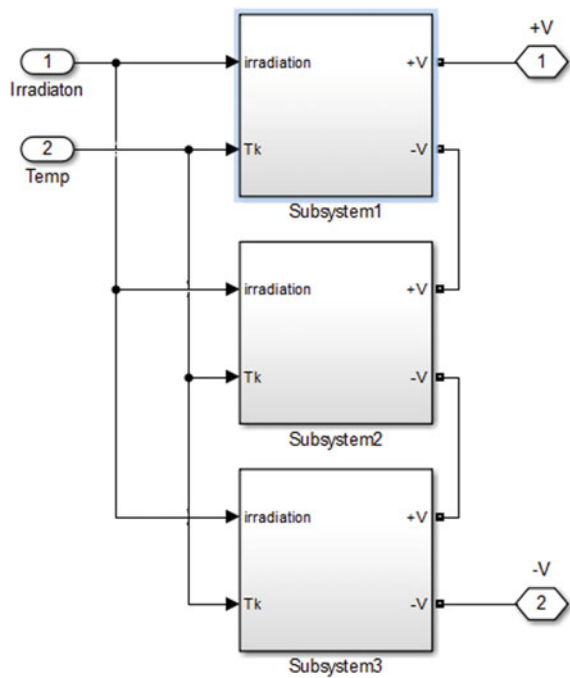 +V
1
irradiation
+V
1
Irradiaton
2
Tk
-V
Temp
Subsystem1
irradiation
+V
Tk
-V
Subsystem2
irradiation
+V
-V
Tk
-V
2
Subsystem3